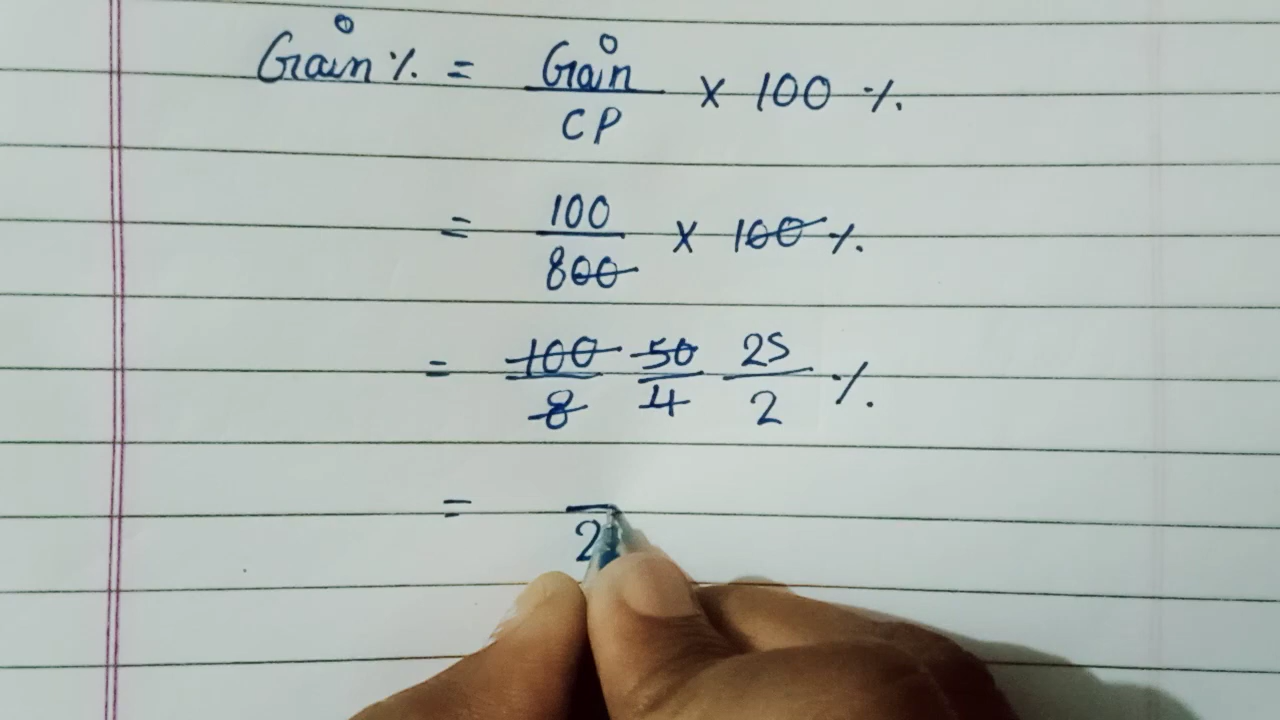 Gain % = Gain / CP × 100 %
= 100 / 800 × 100 %
= 100 / 8 50 / 4 25 / 2 %
= / 2